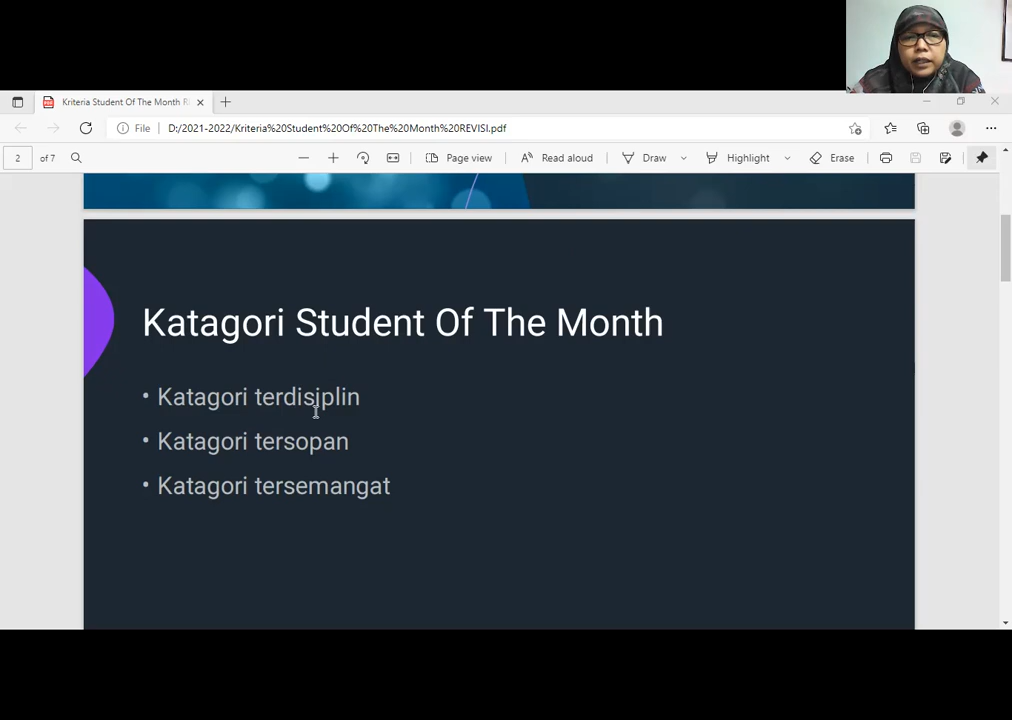 Kriteria Student Of The Month R
File D:/2021-2022/Kriteria%20Student%20Of%20The%20Month%20REVISI.pdf
2 of 7 Page view Read aloud Draw Highlight Erase
Katagori Student Of The Month
• Katagori terdisiplin
• Katagori tersopan
• Katagori tersemangat